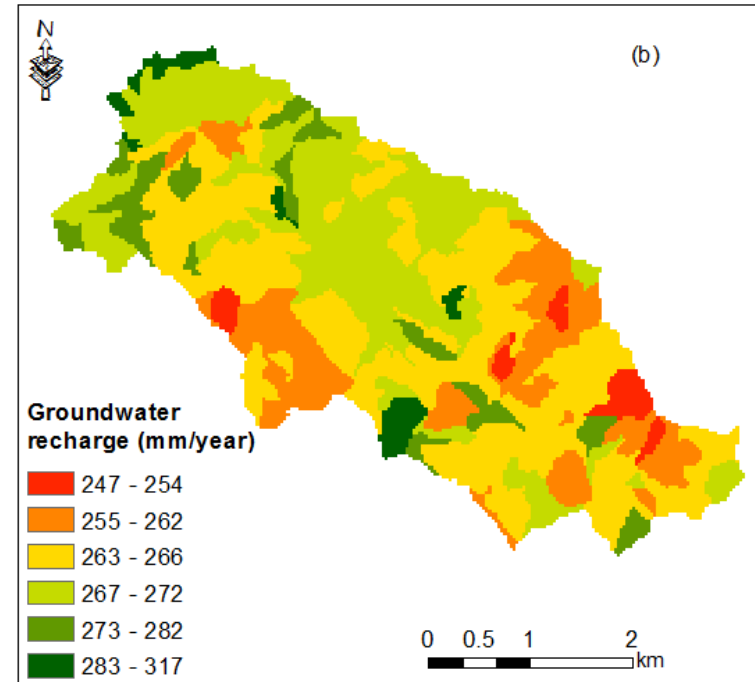 N
(b)
Groundwater
recharge (mm/year)
247 - 254
255 - 262
263 - 266
267 - 272
273 - 282
283 - 317
0 0.5 1 2
km